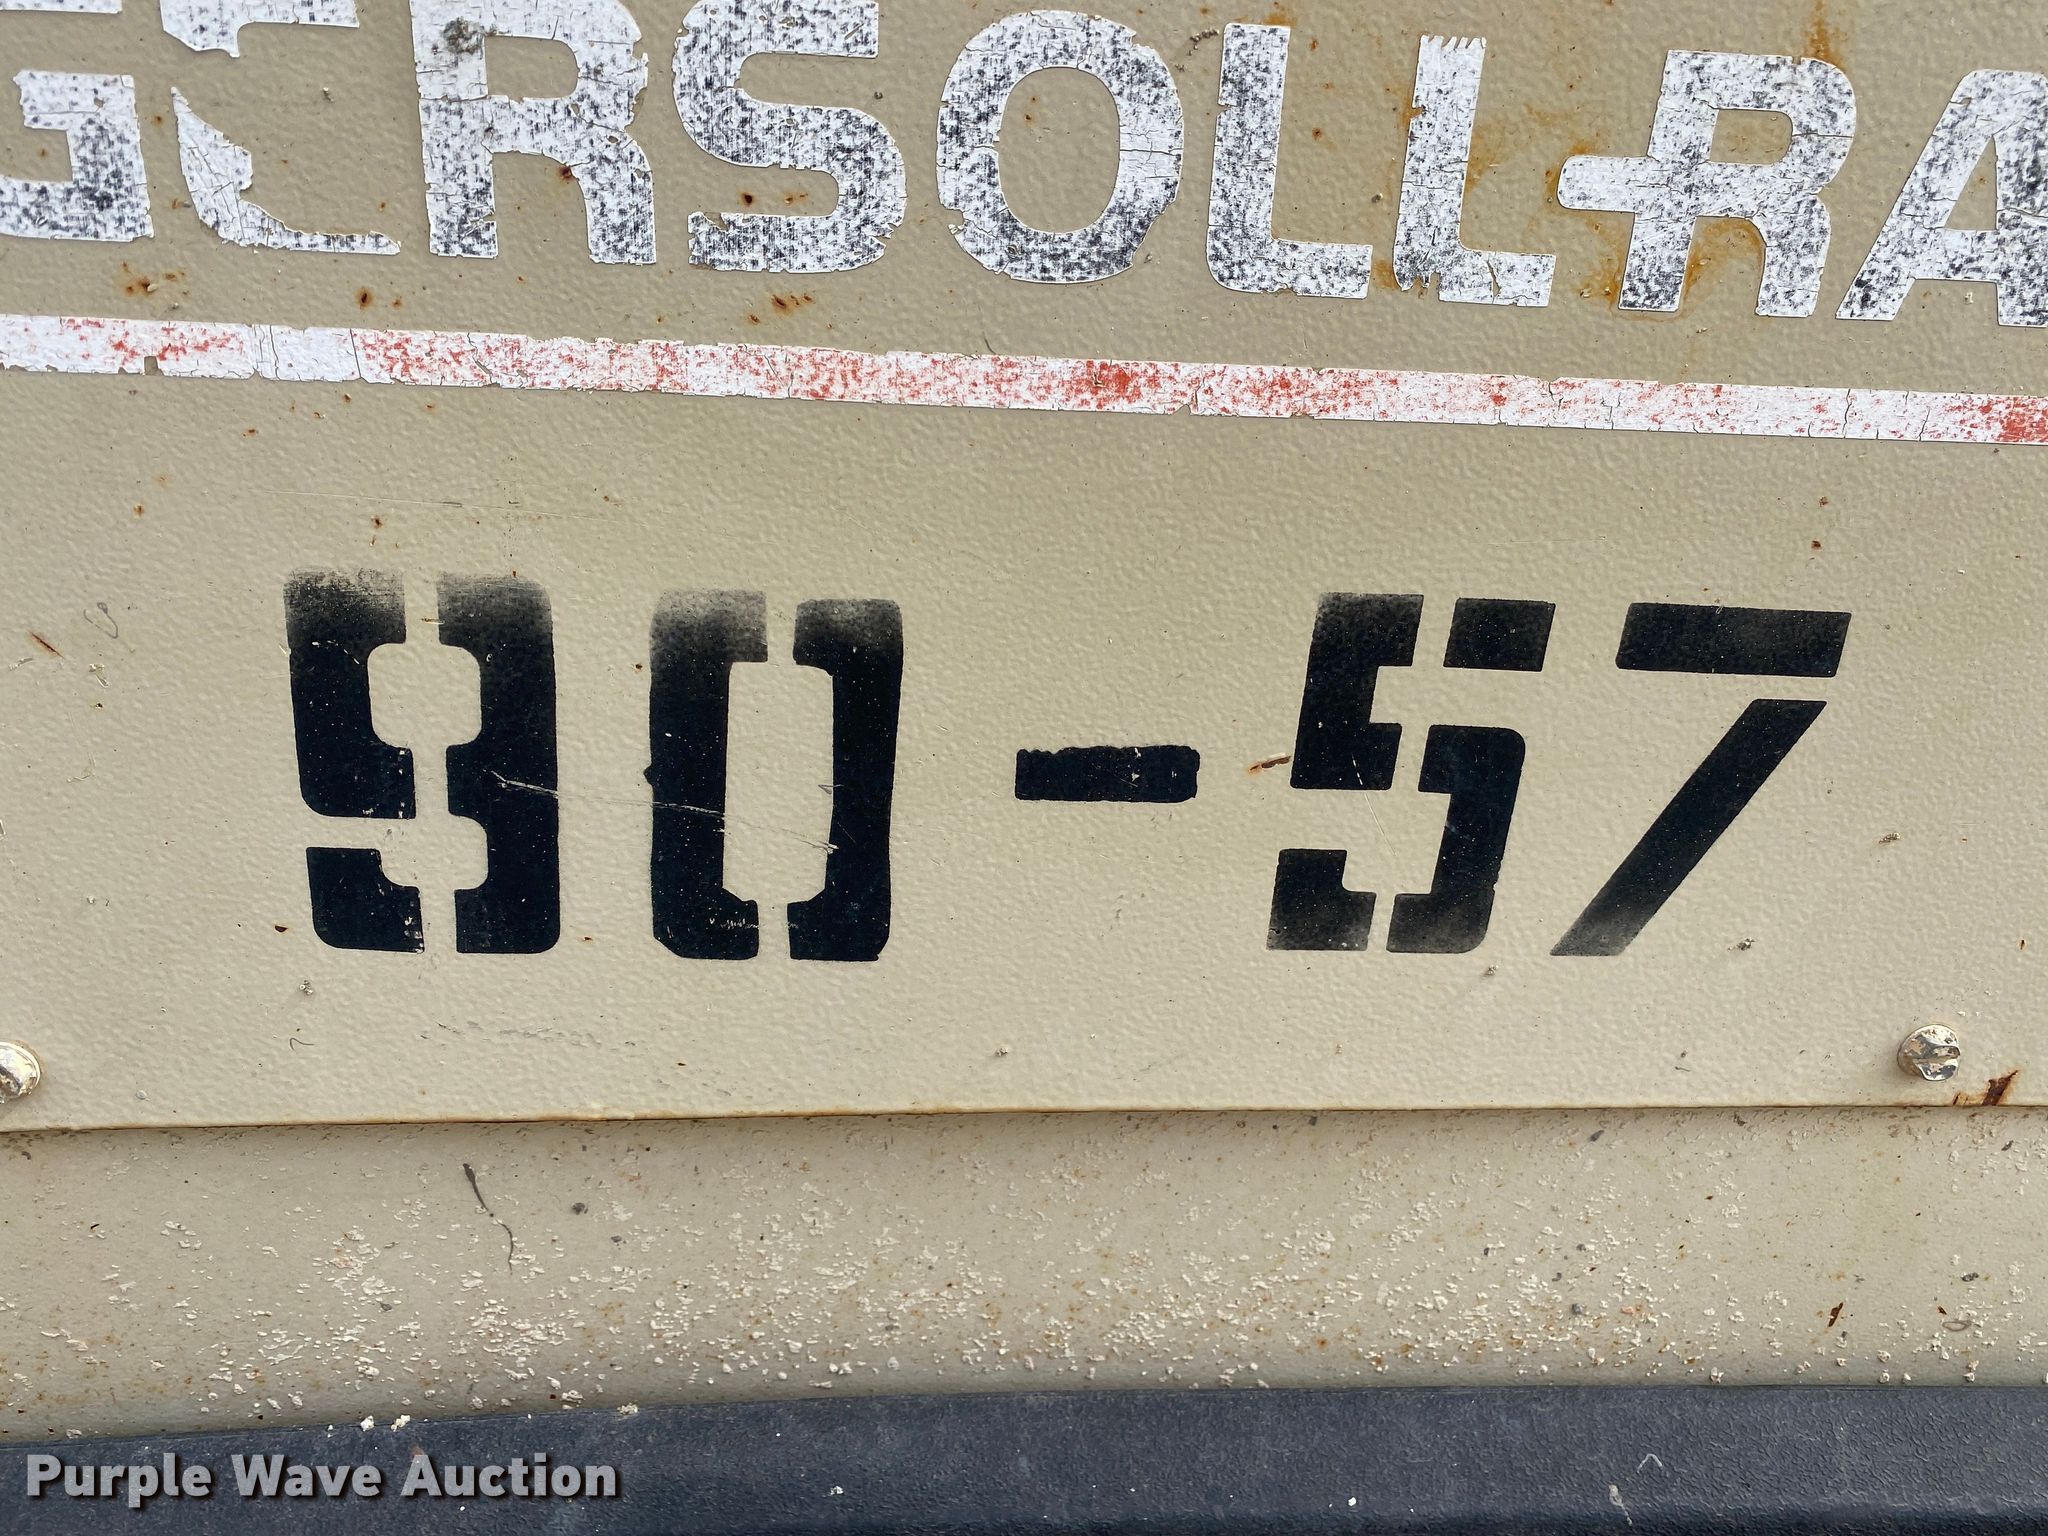 GERSOLL-RA
90-57
Purple Wave Auction